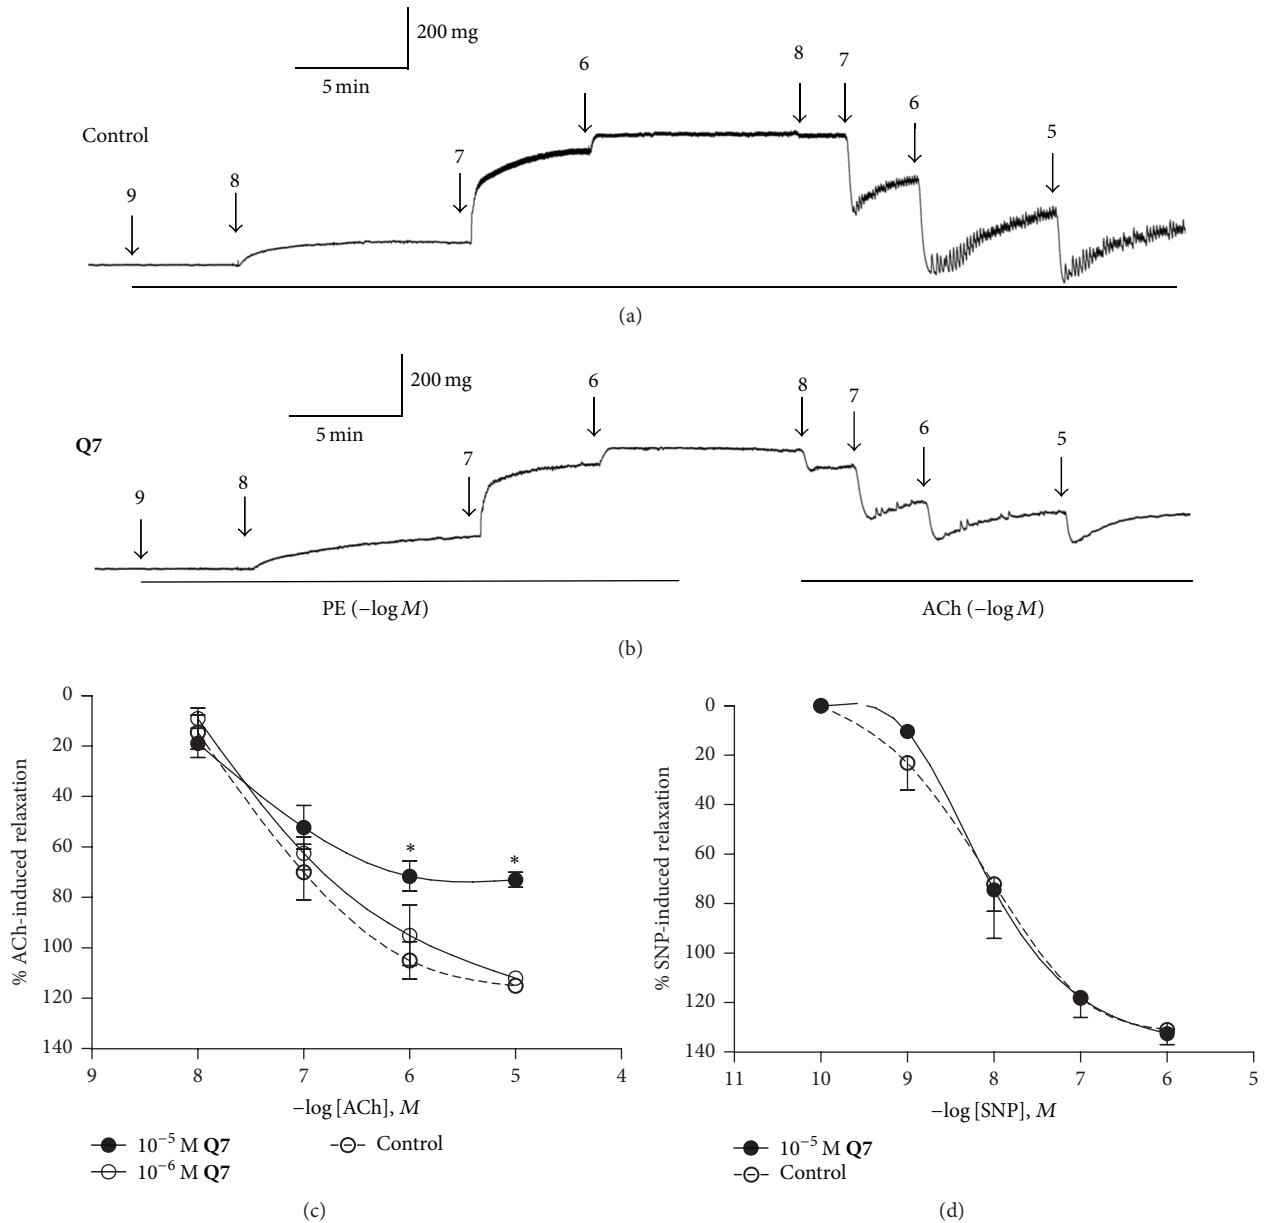 200 mg
5 min
Control
9
8
7
6
8
7
6
5
(a)
200 mg
5 min
Q7
9
8
7
6
8
7
6
5
PE (−log M)
ACh (−log M)
(b)
% ACh-induced relaxation
0
20
40
60
80
100
120
140
*
*
9
8
7
6
5
4
−log [ACh], M
10⁻⁵ M Q7
10⁻⁶ M Q7
Control
(c)
% SNP-induced relaxation
0
20
40
60
80
100
120
140
11
10
9
8
7
6
5
−log [SNP], M
10⁻⁵ M Q7
Control
(d)